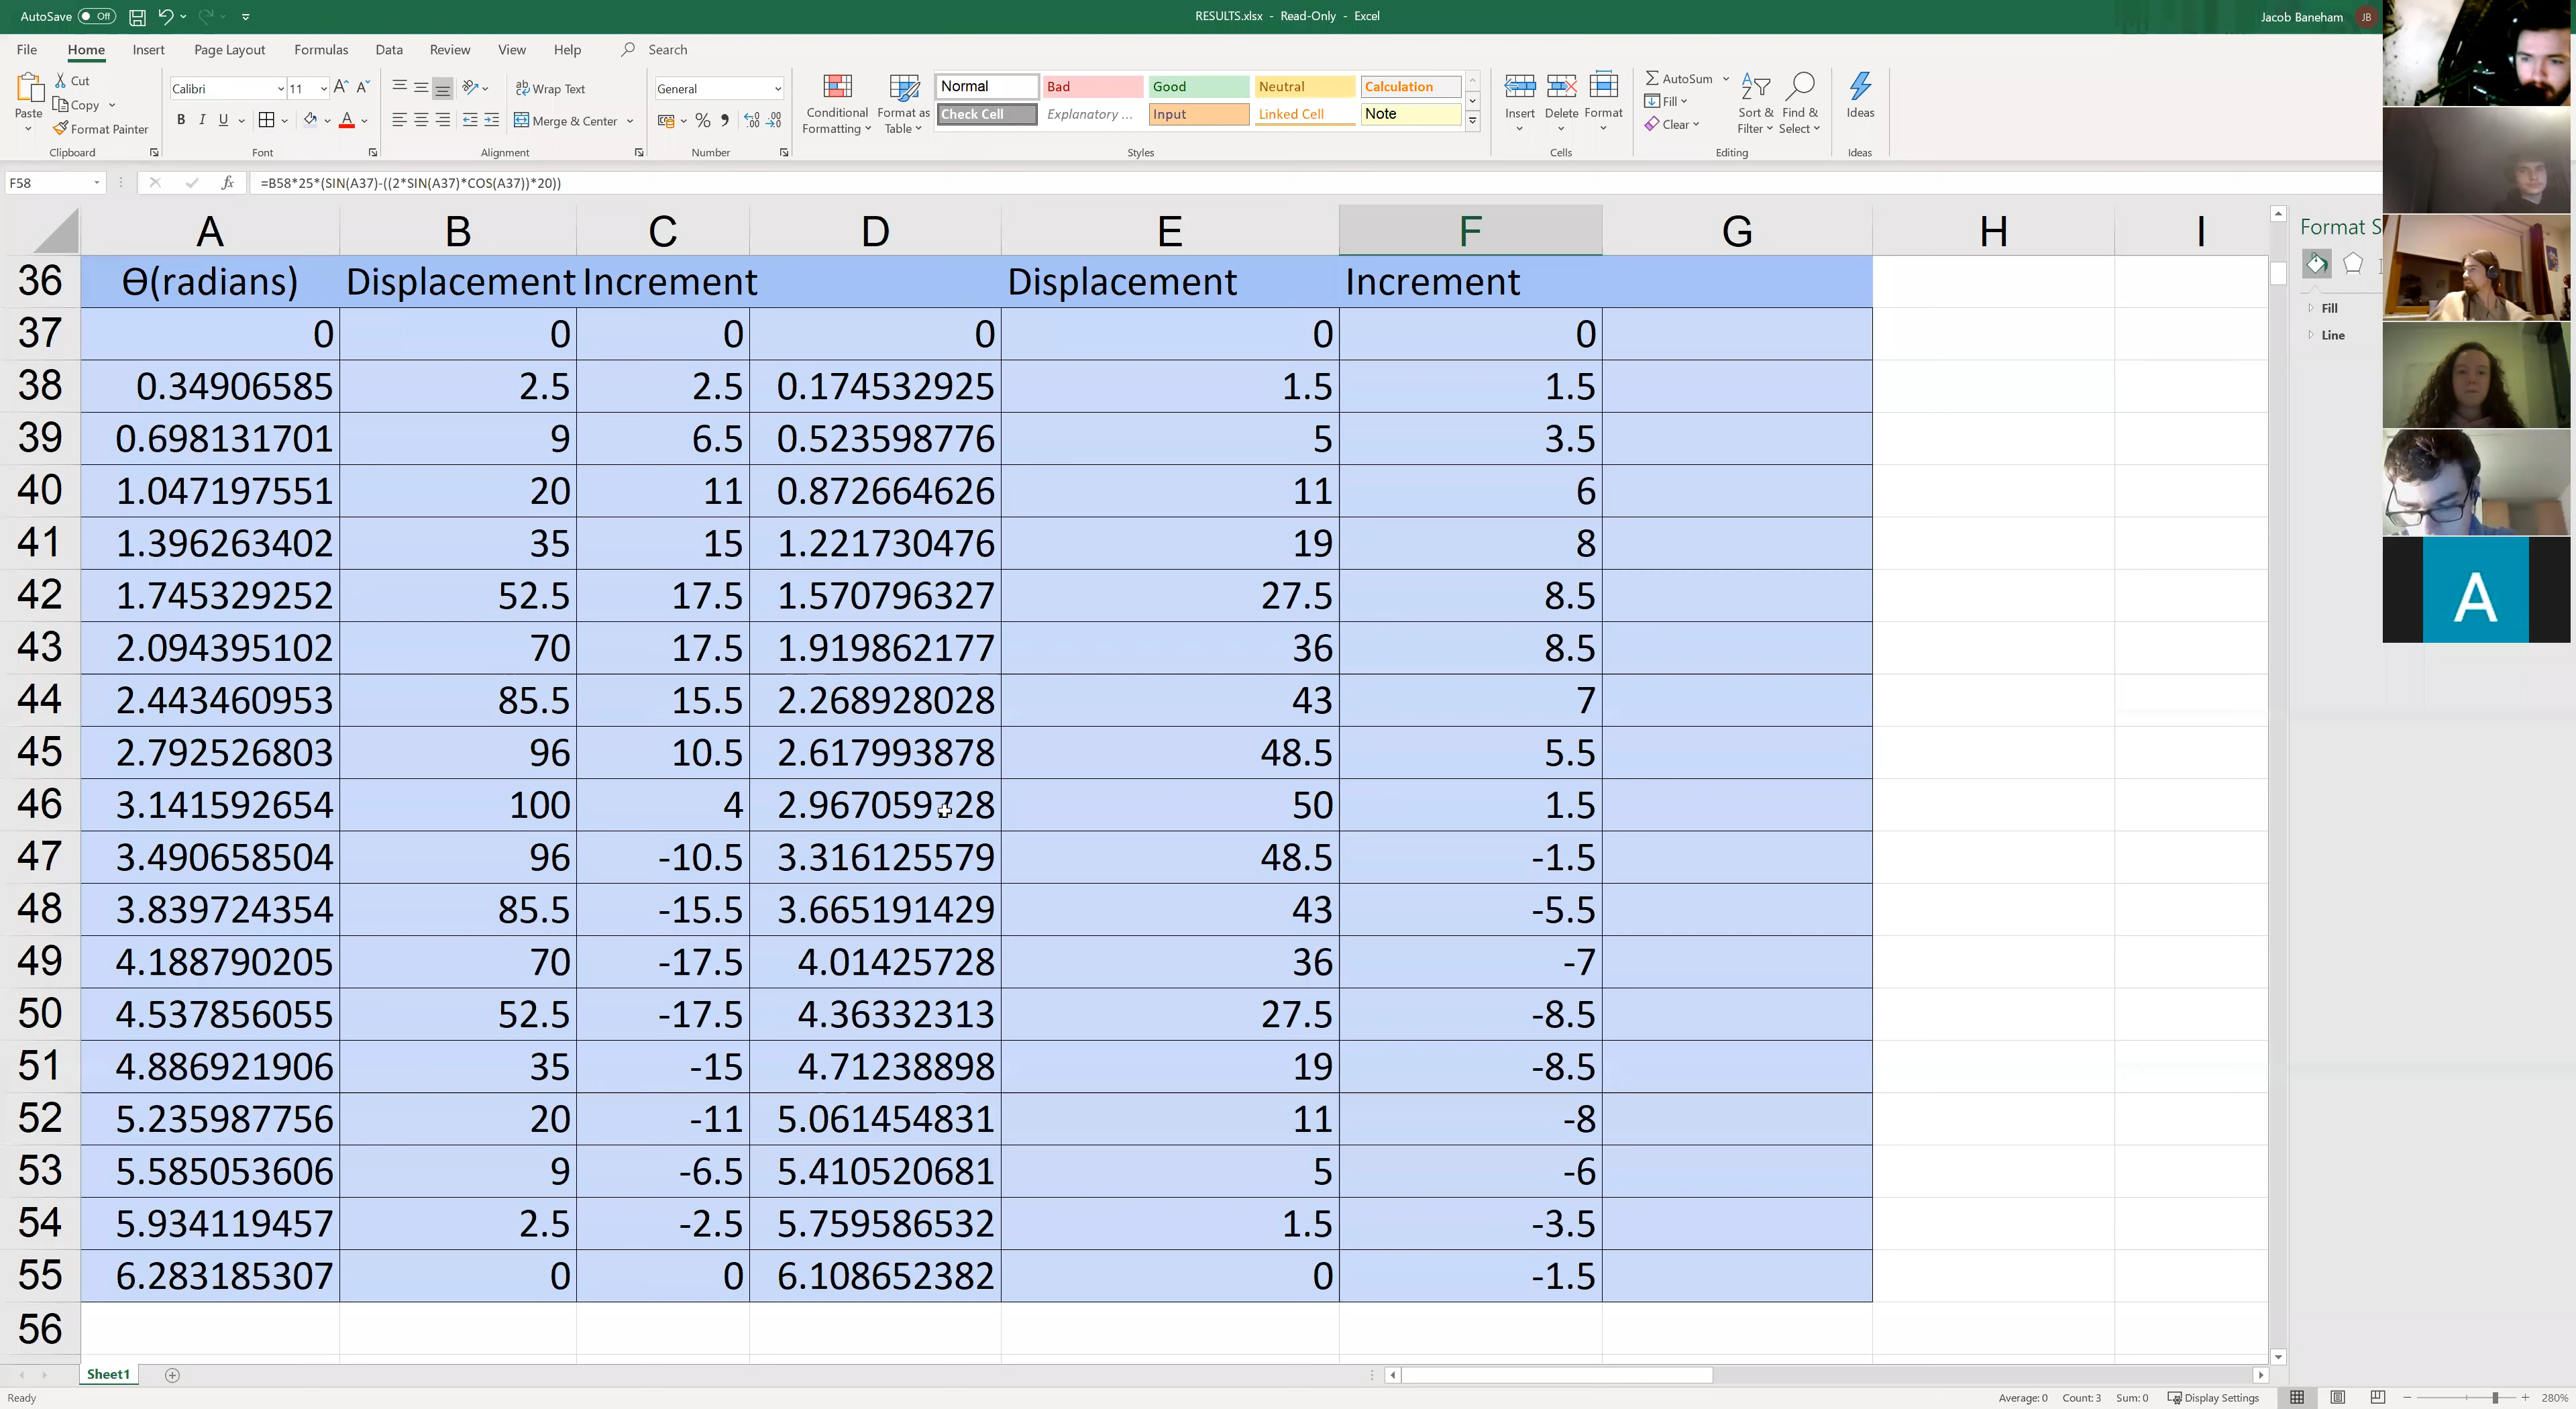 AutoSave Off
RESULTS.xlsx - Read-Only - Excel
Jacob Baneham JB
File Home Insert Page Layout Formulas Data Review View Help Search
Paste
Cut
Copy
Format Painter
Clipboard
Calibri 11 A A
B I U A
Font
ab Wrap Text
Merge & Center
Alignment
General
% 
Number
Conditional Formatting
Format as Table
Normal Bad Good Neutral Calculation
Check Cell Explanatory ... Input Linked Cell Note
Styles
Insert Delete Format
Cells
AutoSum
Fill
Clear
Sort & Filter
Find & Select
Editing
Ideas
Ideas
F58 fx =B58*25*(SIN(A37)-((2*SIN(A37)*COS(A37))*20))
A B C D E F G H I
36 ϴ(radians) Displacement Increment Displacement Increment
37 0 0 0 0 0 0
38 0.34906585 2.5 2.5 0.174532925 1.5 1.5
39 0.698131701 9 6.5 0.523598776 5 3.5
40 1.047197551 20 11 0.872664626 11 6
41 1.396263402 35 15 1.221730476 19 8
42 1.745329252 52.5 17.5 1.570796327 27.5 8.5
43 2.094395102 70 17.5 1.919862177 36 8.5
44 2.443460953 85.5 15.5 2.268928028 43 7
45 2.792526803 96 10.5 2.617993878 48.5 5.5
46 3.141592654 100 4 2.967059728 50 1.5
47 3.490658504 96 -10.5 3.316125579 48.5 -1.5
48 3.839724354 85.5 -15.5 3.665191429 43 -5.5
49 4.188790205 70 -17.5 4.01425728 36 -7
50 4.537856055 52.5 -17.5 4.36332313 27.5 -8.5
51 4.886921906 35 -15 4.71238898 19 -8.5
52 5.235987756 20 -11 5.061454831 11 -8
53 5.585053606 9 -6.5 5.410520681 5 -6
54 5.934119457 2.5 -2.5 5.759586532 1.5 -3.5
55 6.283185307 0 0 6.108652382 0 -1.5
56
Format S
Fill
Line
A
Sheet1
Ready
Average: 0 Count: 3 Sum: 0 Display Settings 280%